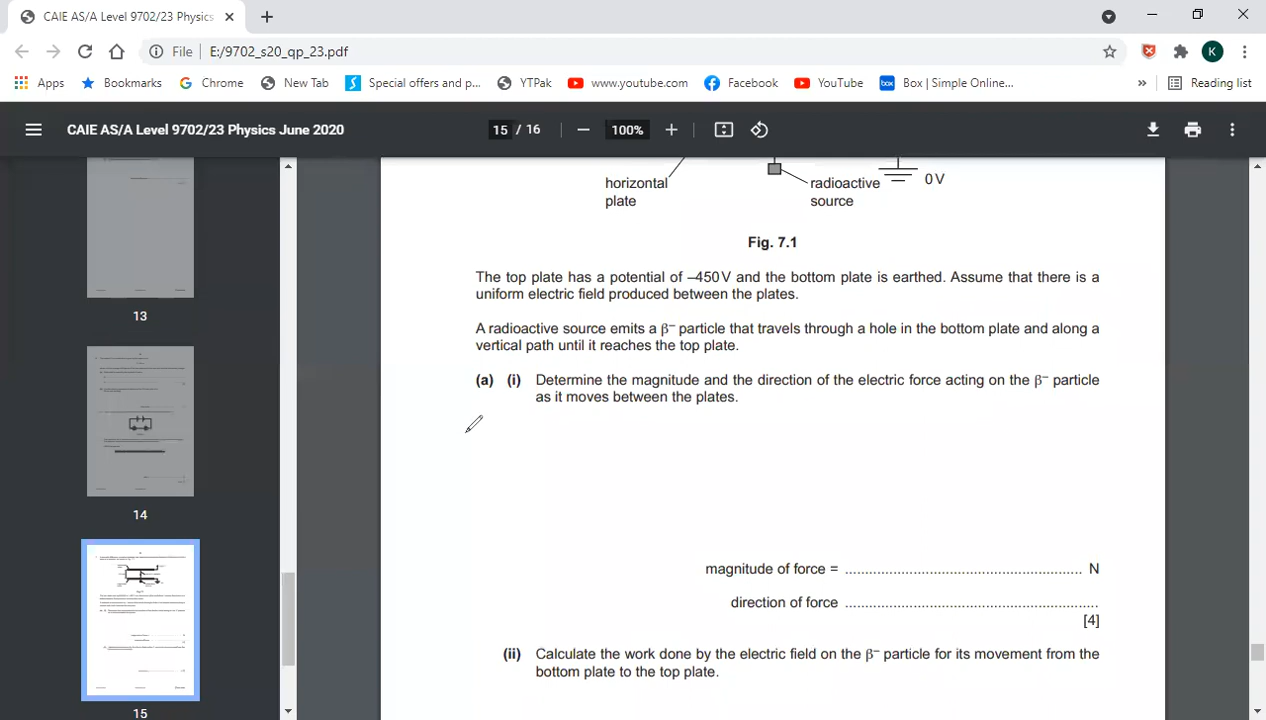 CAIE AS/A Level 9702/23 Physics
File E:/9702_s20_qp_23.pdf
K
Apps Bookmarks Chrome New Tab Special offers and p... YTPak www.youtube.com Facebook YouTube box Box | Simple Online... » Reading list
CAIE AS/A Level 9702/23 Physics June 2020 15 / 16 100%
13
14
15
horizontal
plate
radioactive
source
0 V
Fig. 7.1
The top plate has a potential of –450 V and the bottom plate is earthed. Assume that there is a
uniform electric field produced between the plates.
A radioactive source emits a β⁻ particle that travels through a hole in the bottom plate and along a
vertical path until it reaches the top plate.
(a) (i) Determine the magnitude and the direction of the electric force acting on the β⁻ particle
as it moves between the plates.
magnitude of force = ............................................... N
direction of force ...................................................
[4]
(ii) Calculate the work done by the electric field on the β⁻ particle for its movement from the
bottom plate to the top plate.